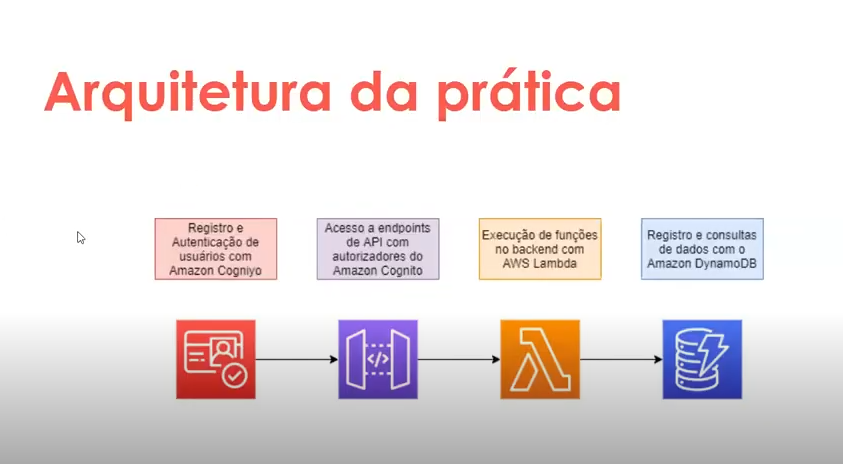 Arquitetura da prática
Registro e
Autenticação de
usuários com
Amazon Cogniyo
Acesso a endpoints
de API com
autorizadores do
Amazon Cognito
Execução de funções
no backend com
AWS Lambda
Registro e consultas
de dados com o
Amazon DynamoDB
</>